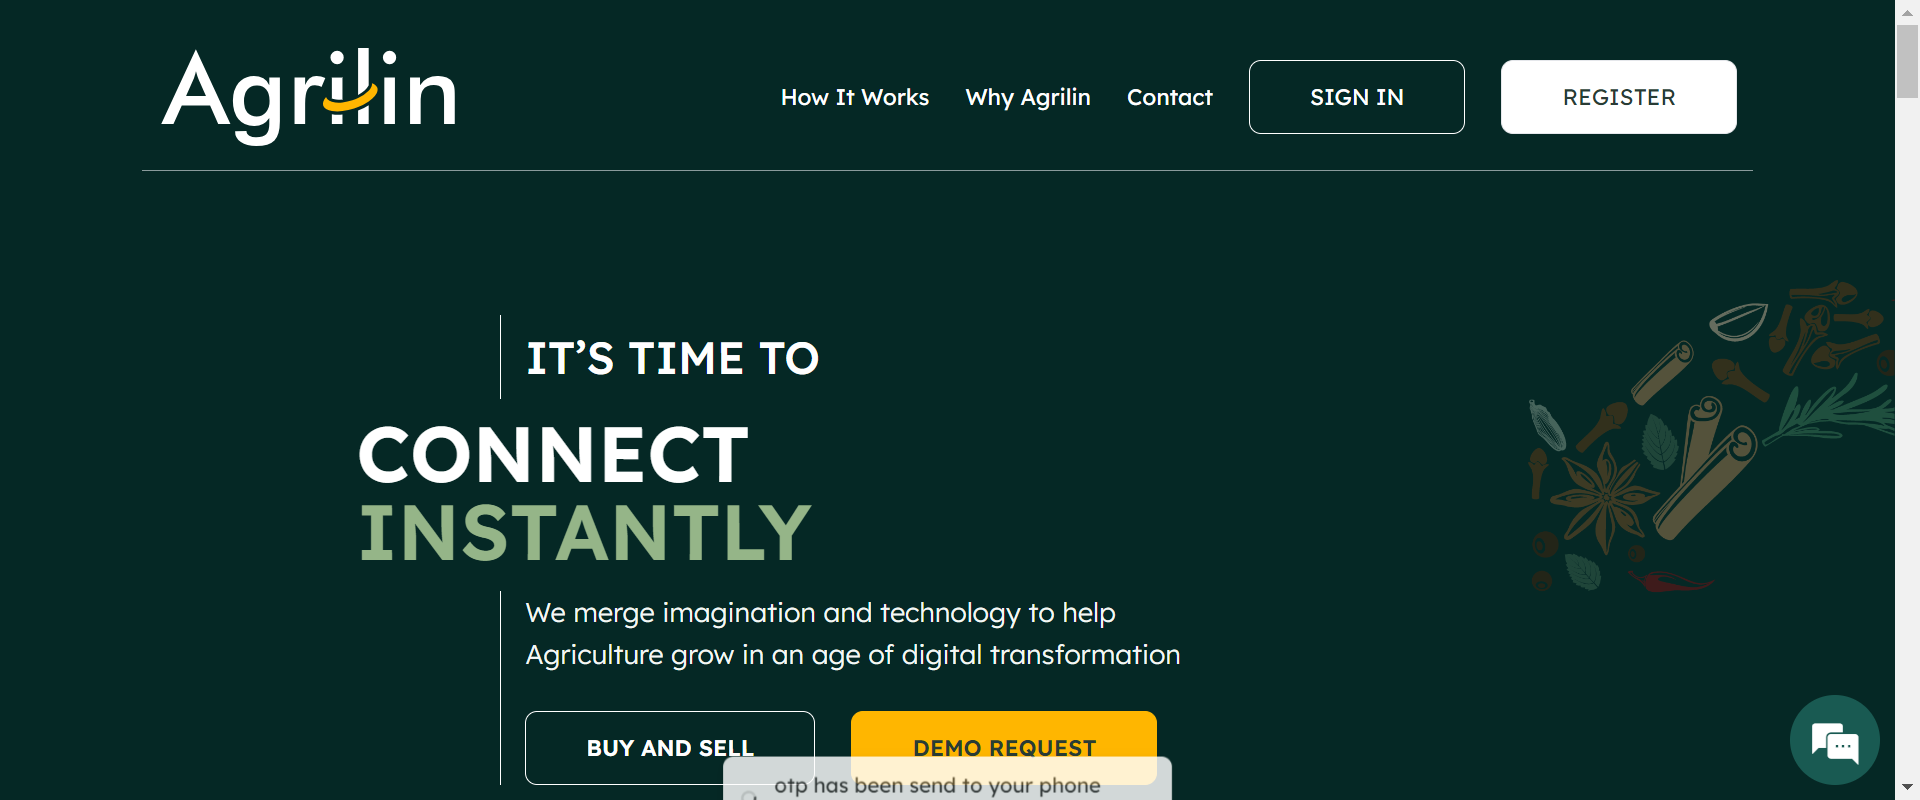 Agrilin
How It Works
Why Agrilin
Contact
SIGN IN
REGISTER
IT’S TIME TO
CONNECT
INSTANTLY
We merge imagination and technology to help
Agriculture grow in an age of digital transformation
BUY AND SELL
DEMO REQUEST
otp has been send to your phone